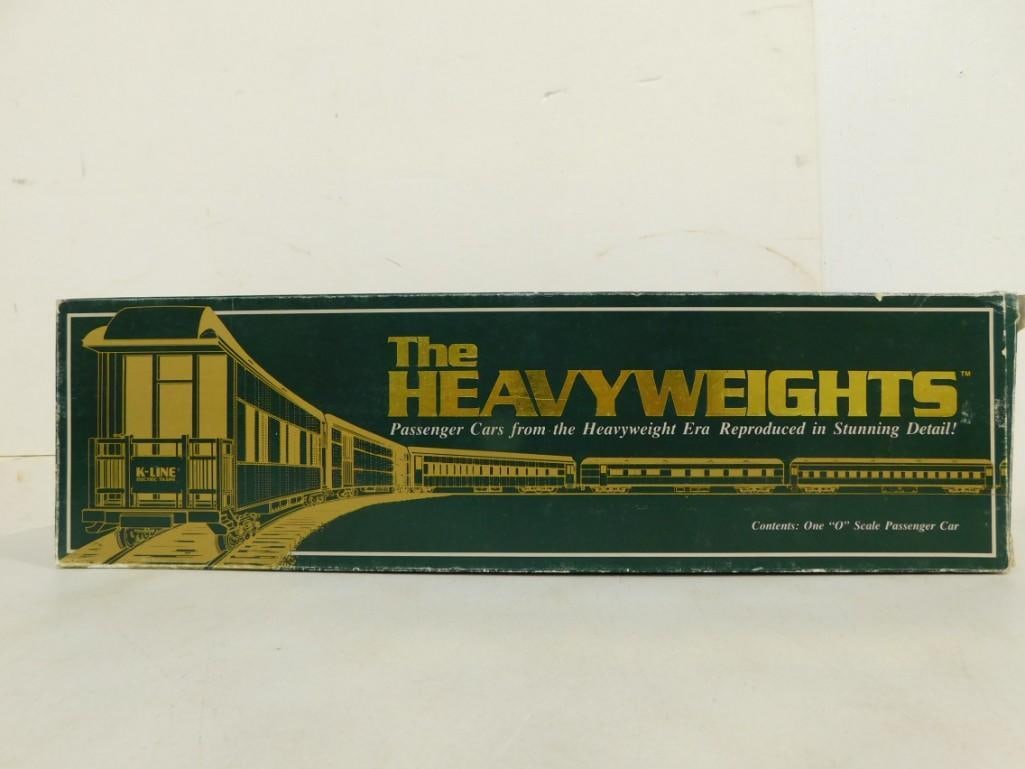 The
HEAVYWEIGHTS™
Passenger Cars from the Heavyweight Era Reproduced in Stunning Detail!
K-LINE
ELECTRIC TRAINS
Contents: One "O" Scale Passenger Car